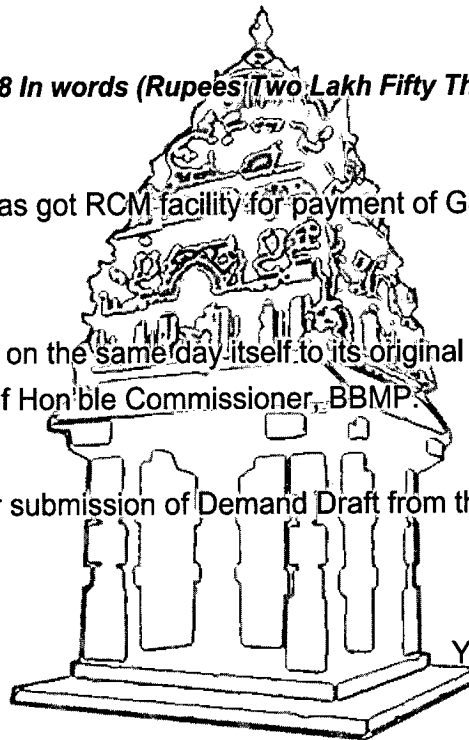 8 In words (Rupees Two Lakh Fifty Th
as got RCM facility for payment of G
on the same day itself to its original
f Hon'ble Commissioner, BBMP.
r submission of Demand Draft from th
Y